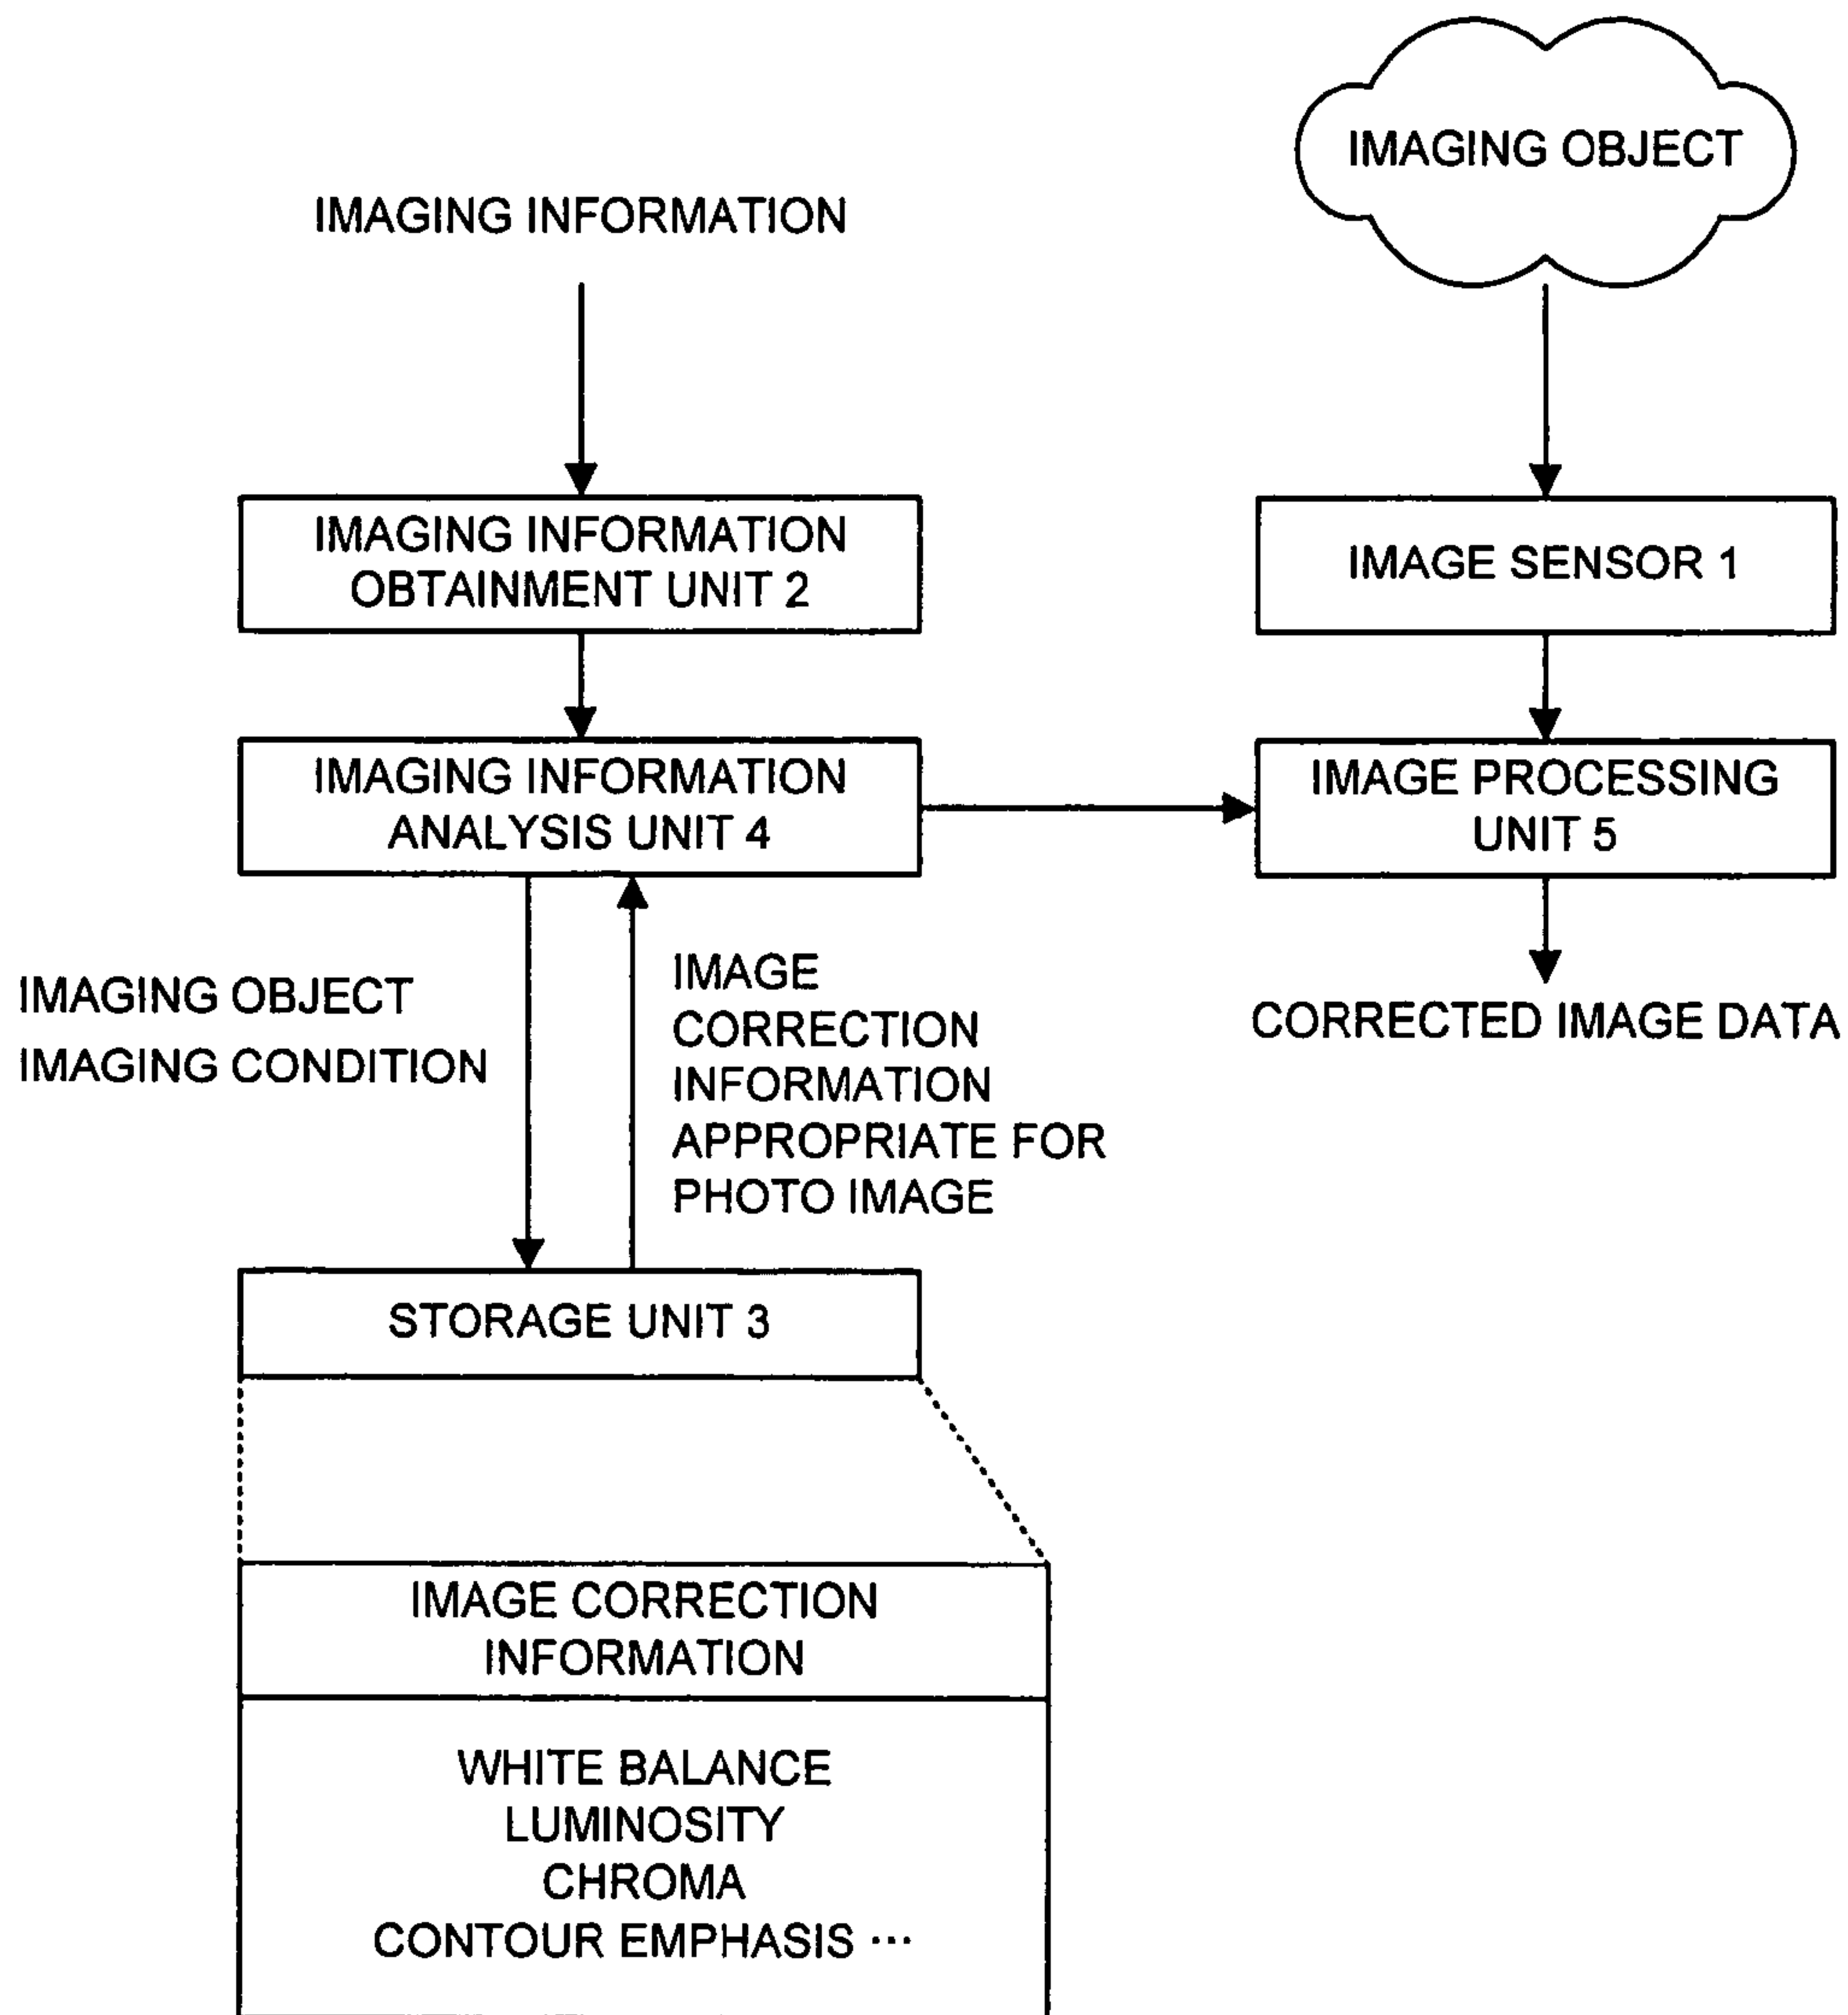 IMAGING OBJECT
IMAGING INFORMATION
IMAGING INFORMATION
OBTAINMENT UNIT 2
IMAGE SENSOR 1
IMAGING INFORMATION
ANALYSIS UNIT 4
IMAGE PROCESSING
UNIT 5
IMAGING OBJECT
IMAGING CONDITION
IMAGE
CORRECTION
INFORMATION
APPROPRIATE FOR
PHOTO IMAGE
CORRECTED IMAGE DATA
STORAGE UNIT 3
IMAGE CORRECTION
INFORMATION
WHITE BALANCE
LUMINOSITY
CHROMA
CONTOUR EMPHASIS ···